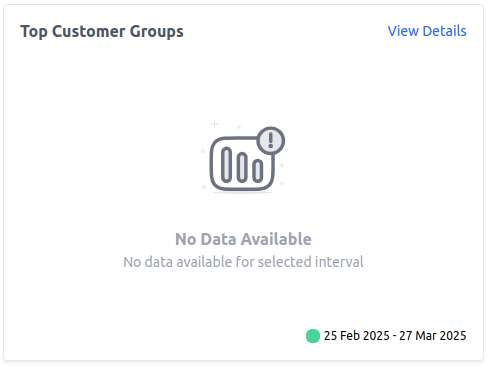 Top Customer Groups
View Details
No Data Available
No data available for selected interval
25 Feb 2025 - 27 Mar 2025